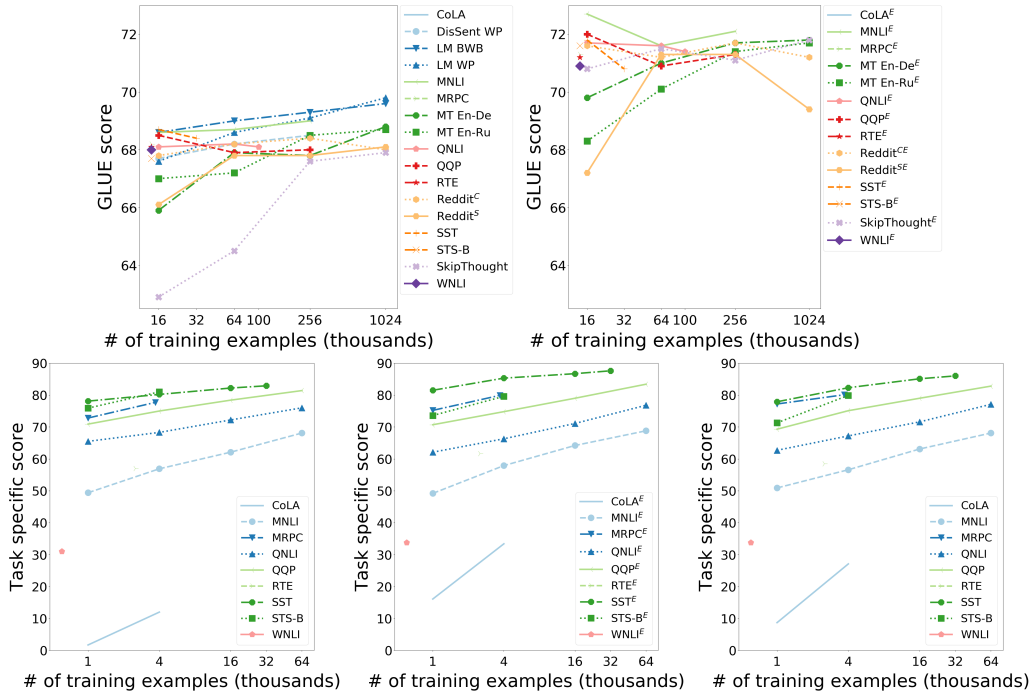 72
70
68
66
64
GLUE score
16
32
64
100
256
1024
# of training examples (thousands)
CoLA
DisSent WP
LM BWB
LM WP
MNLI
MRPC
MT En-De
MT En-Ru
QNLI
QQP
RTE
Reddit^C
Reddit^S
SST
STS-B
SkipThought
WNLI
72
70
68
66
64
GLUE score
16
32
64
100
256
1024
# of training examples (thousands)
CoLA^E
MNLI^E
MRPC^E
MT En-De^E
MT En-Ru^E
QNLI^E
QQP^E
RTE^E
Reddit^CE
Reddit^SE
SST^E
STS-B^E
SkipThought^E
WNLI^E
90
80
70
60
50
40
30
20
10
0
Task specific score
1
4
16
32
64
# of training examples (thousands)
CoLA
MNLI
MRPC
QNLI
QQP
RTE
SST
STS-B
WNLI
90
80
70
60
50
40
30
20
10
0
Task specific score
1
4
16
32
64
# of training examples (thousands)
CoLA^E
MNLI^E
MRPC^E
QNLI^E
QQP^E
RTE^E
SST^E
STS-B^E
WNLI^E
90
80
70
60
50
40
30
20
10
0
Task specific score
1
4
16
32
64
# of training examples (thousands)
CoLA
MNLI
MRPC
QNLI
QQP
RTE
SST
STS-B
WNLI